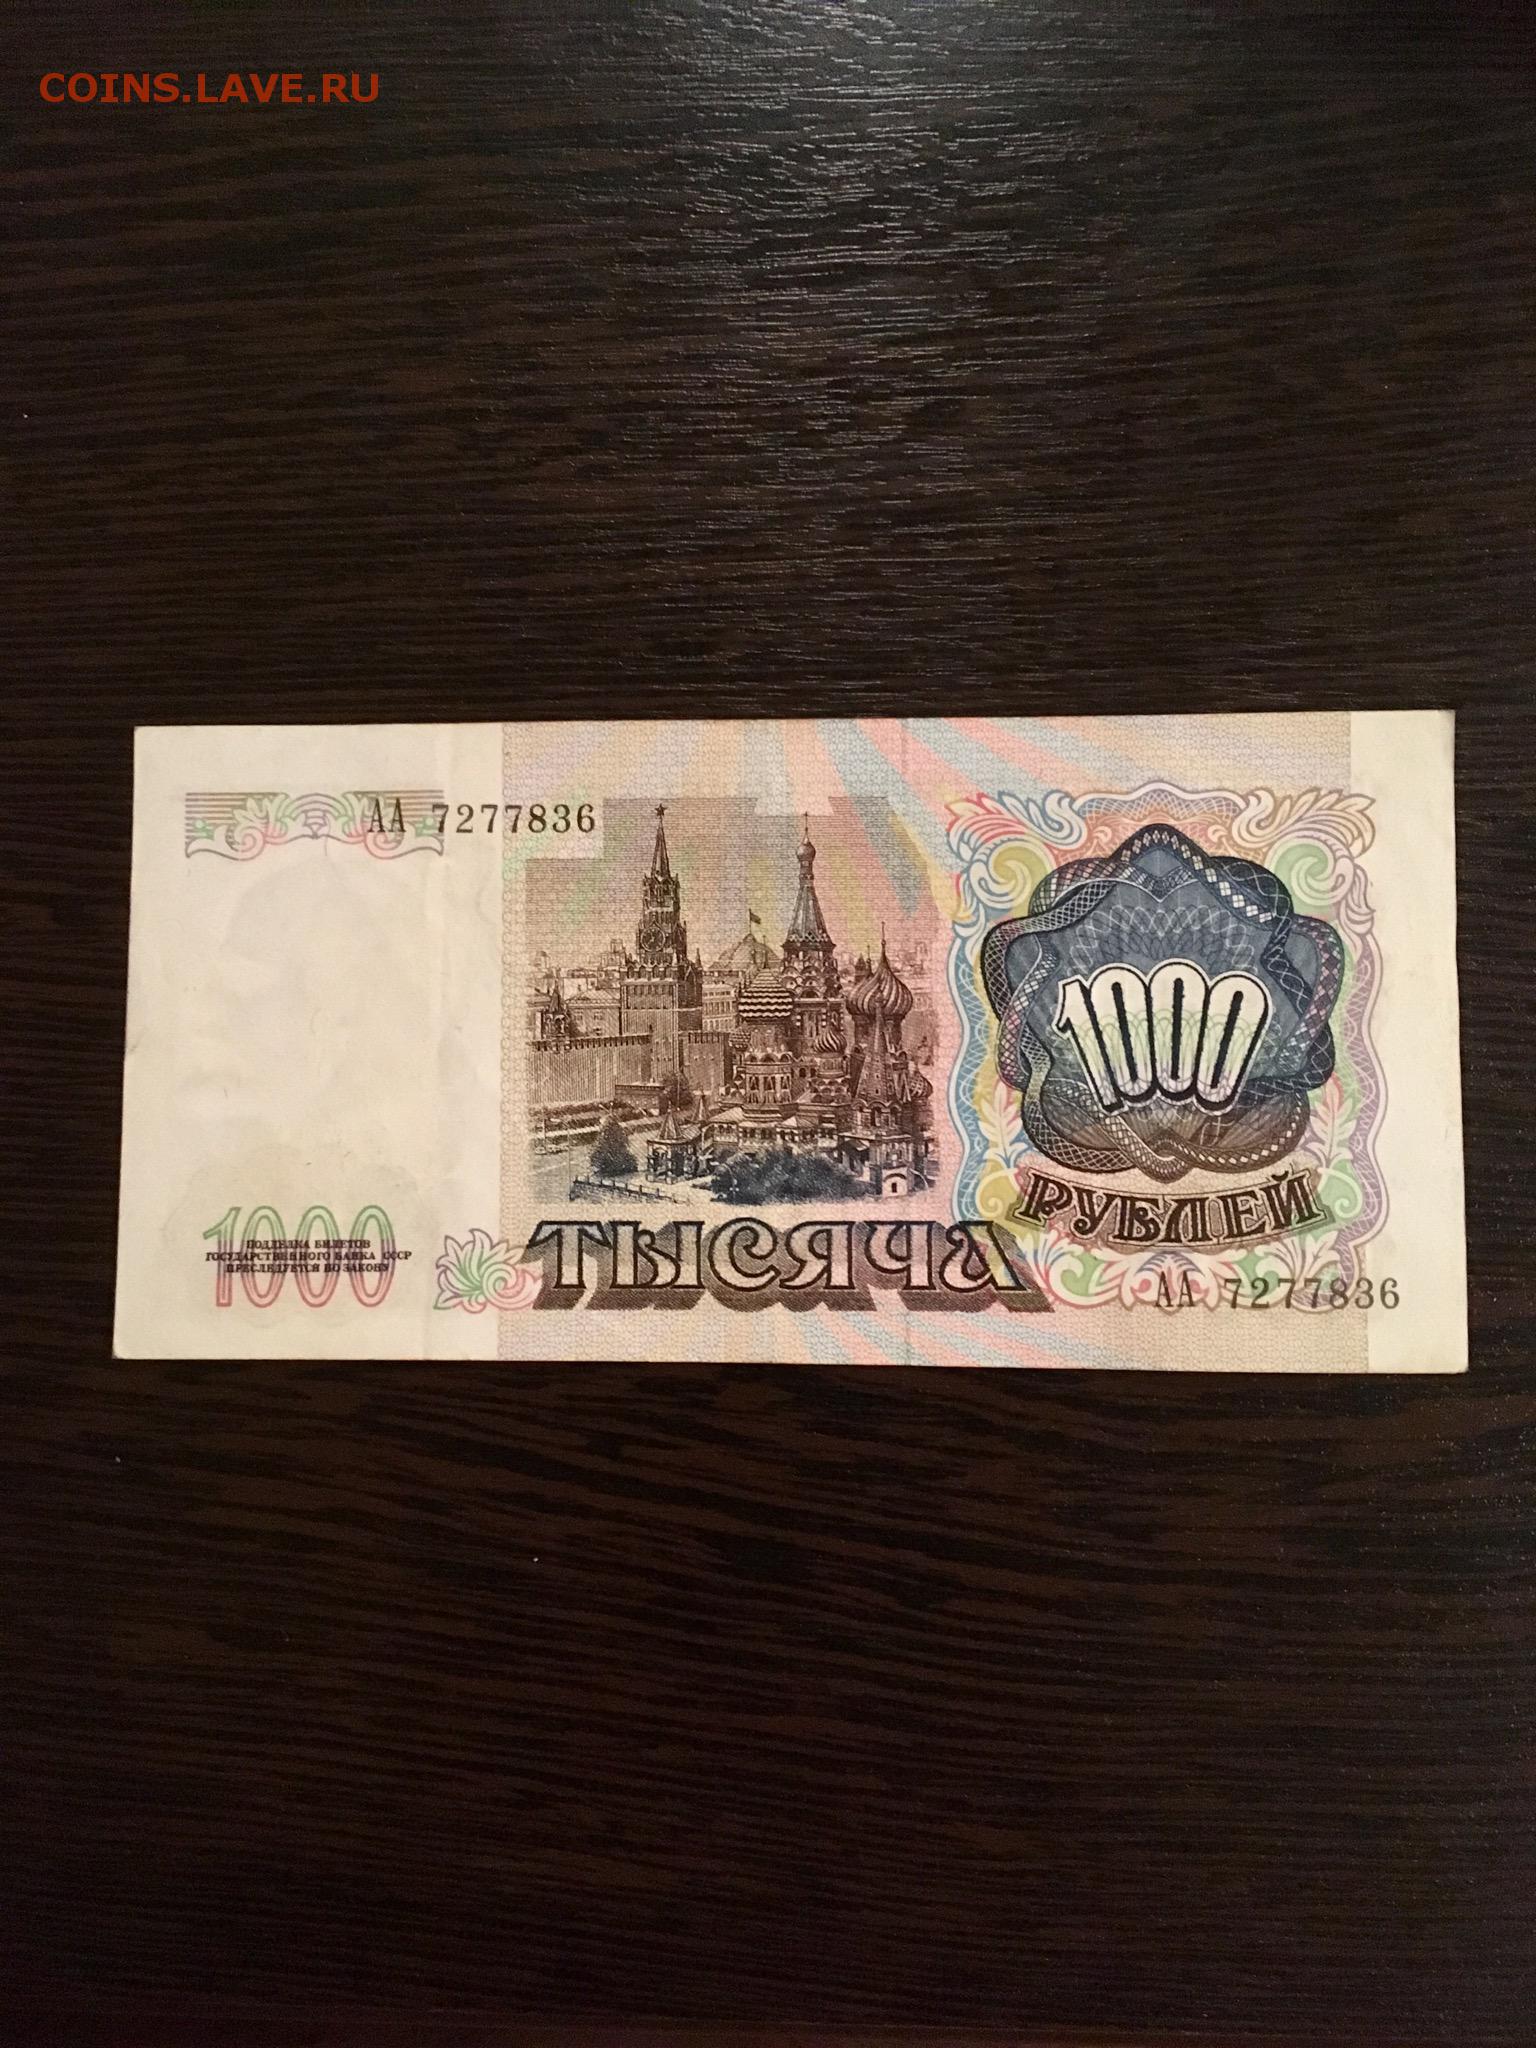 COINS.LAVE.RU
АА 7277836
1000
РУБЛЕЙ
1000
ПОДДЕЛКА БИЛЕТОВ
ГОСУДАРСТВЕННОГО БАНКА СССР
ПРЕСЛЕДУЕТСЯ ПО ЗАКОНУ
ТЫСЯЧА
АА 7277836